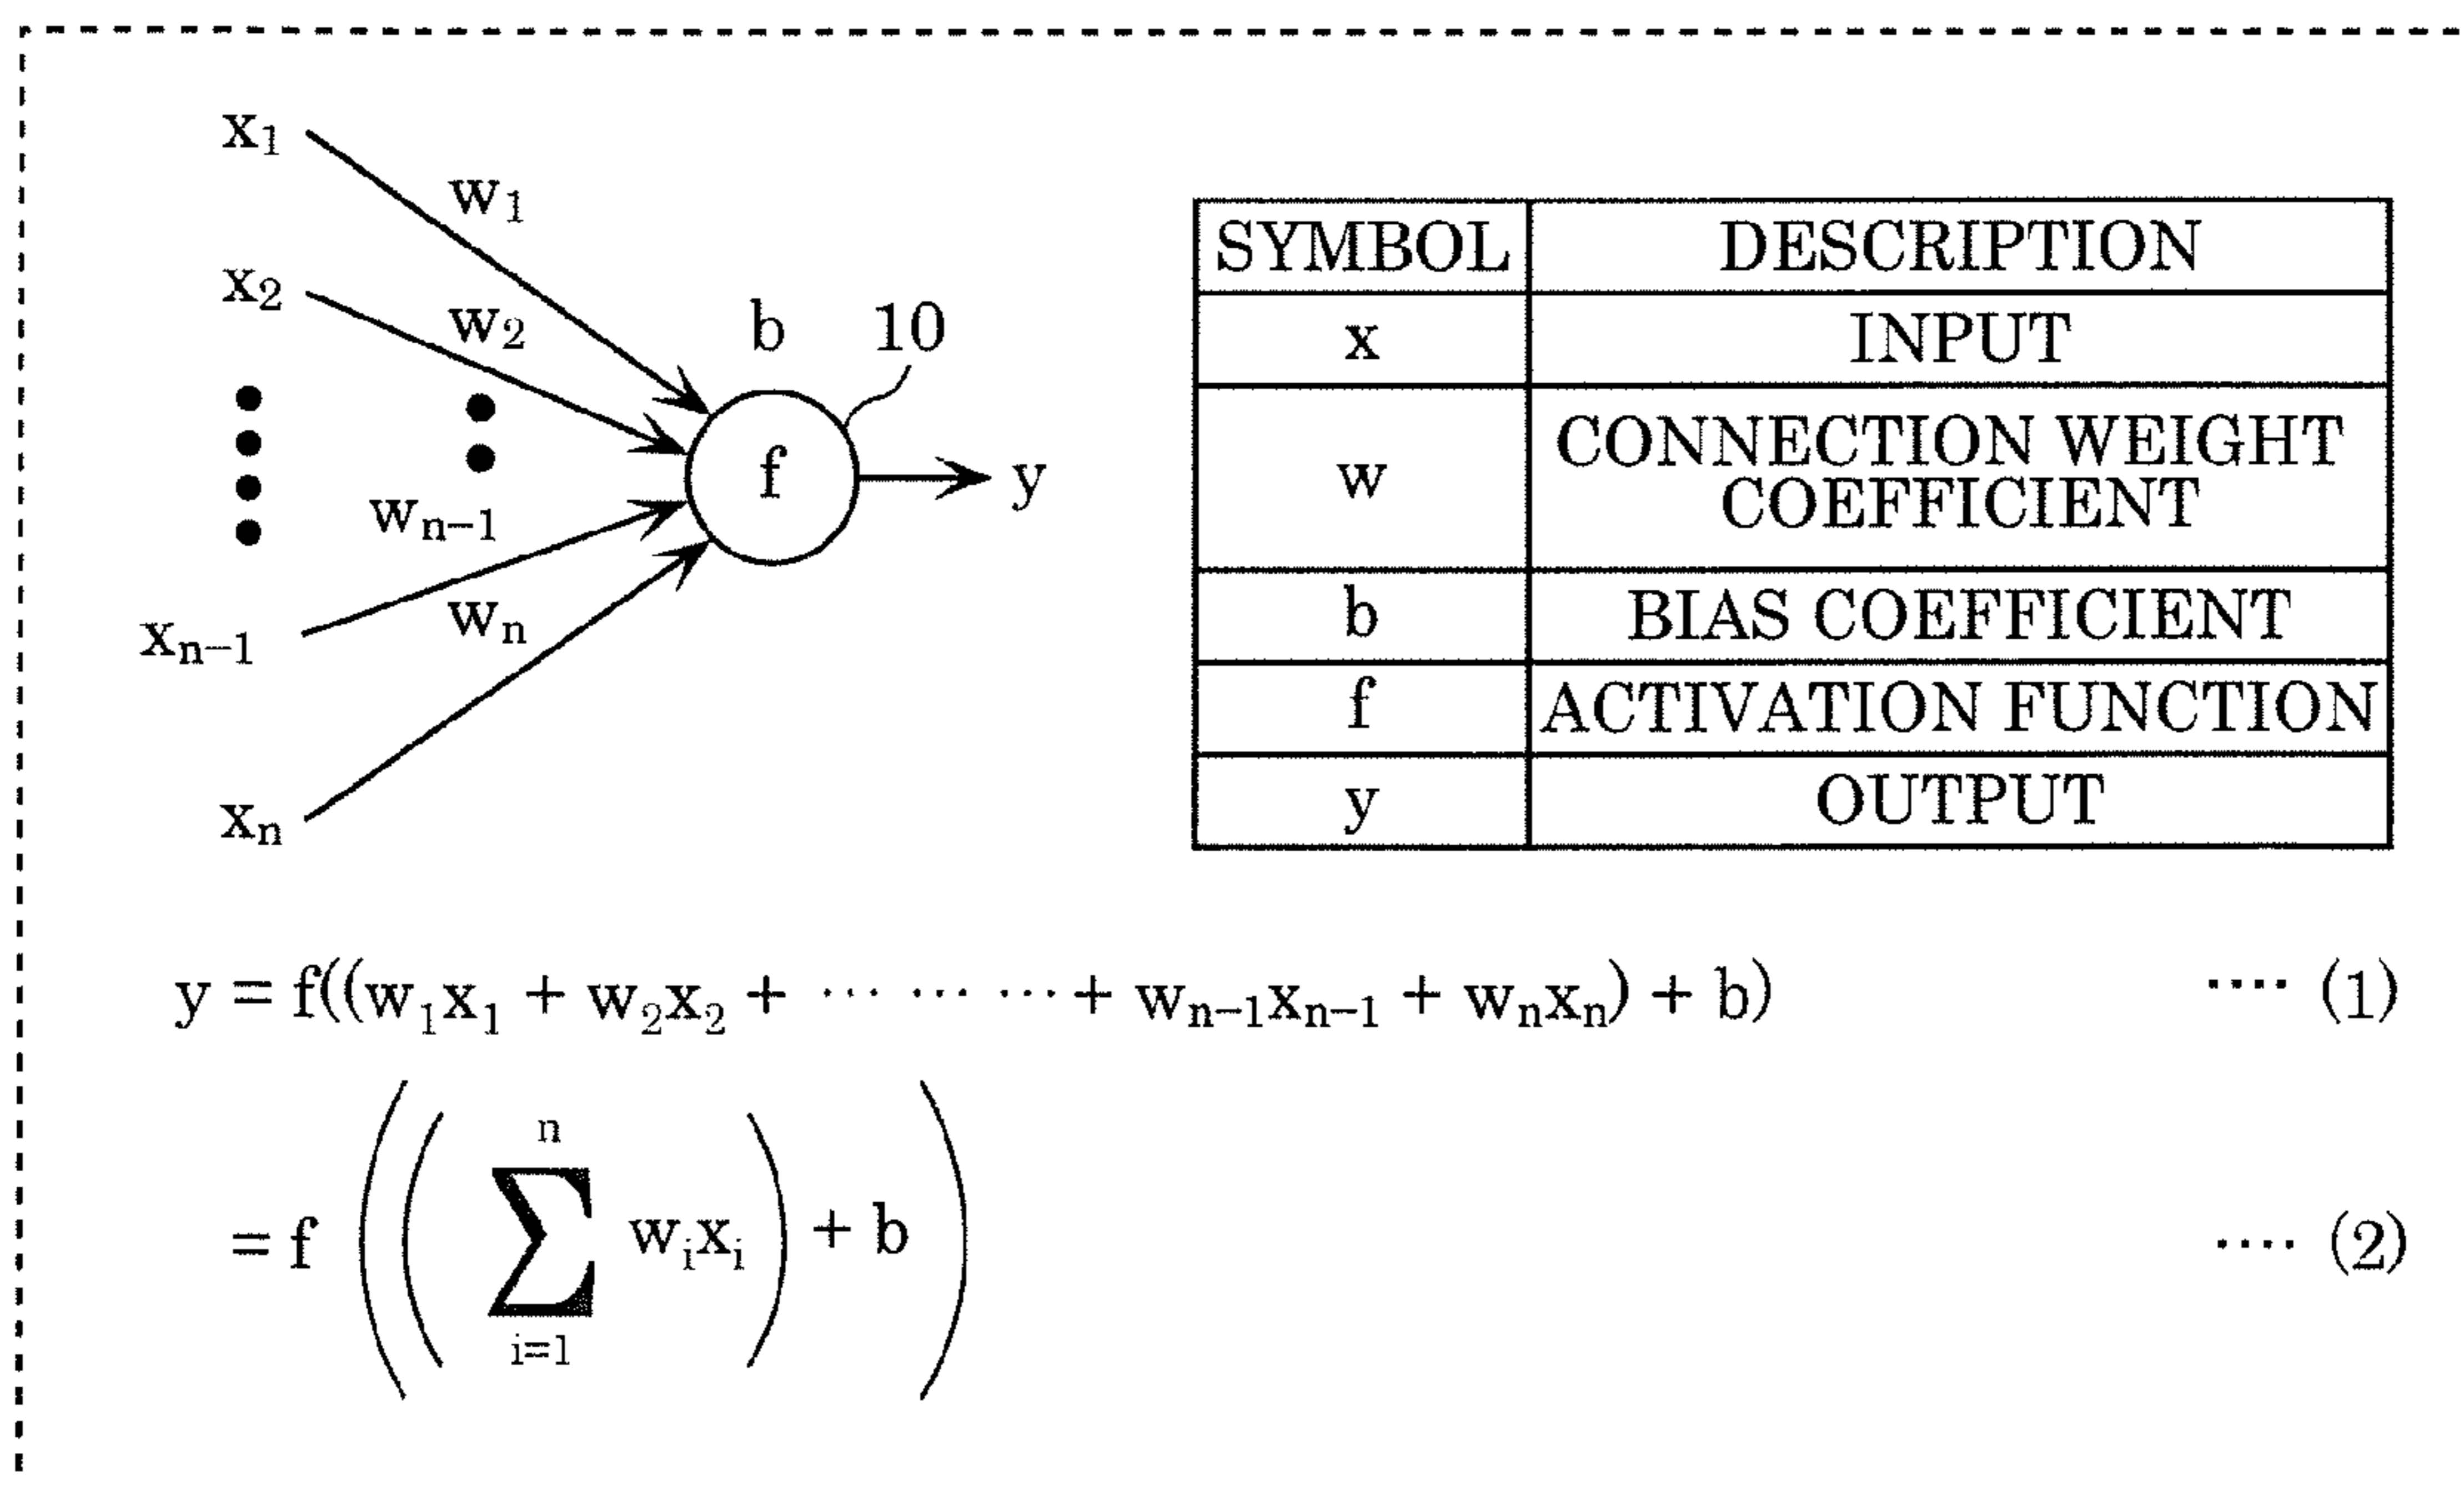 x₁
w₁
x₂
w₂
b
10
f
y
wₙ₋₁
xₙ₋₁
wₙ
xₙ
SYMBOL DESCRIPTION
x INPUT
w CONNECTION WEIGHT
COEFFICIENT
b BIAS COEFFICIENT
f ACTIVATION FUNCTION
y OUTPUT
y = f((w₁x₁ + w₂x₂ + ··· ··· ··· + wₙ₋₁xₙ₋₁ + wₙxₙ) + b) ···· (1)
= f ((∑ⁿᵢ₌₁ wᵢxᵢ) + b) ···· (2)